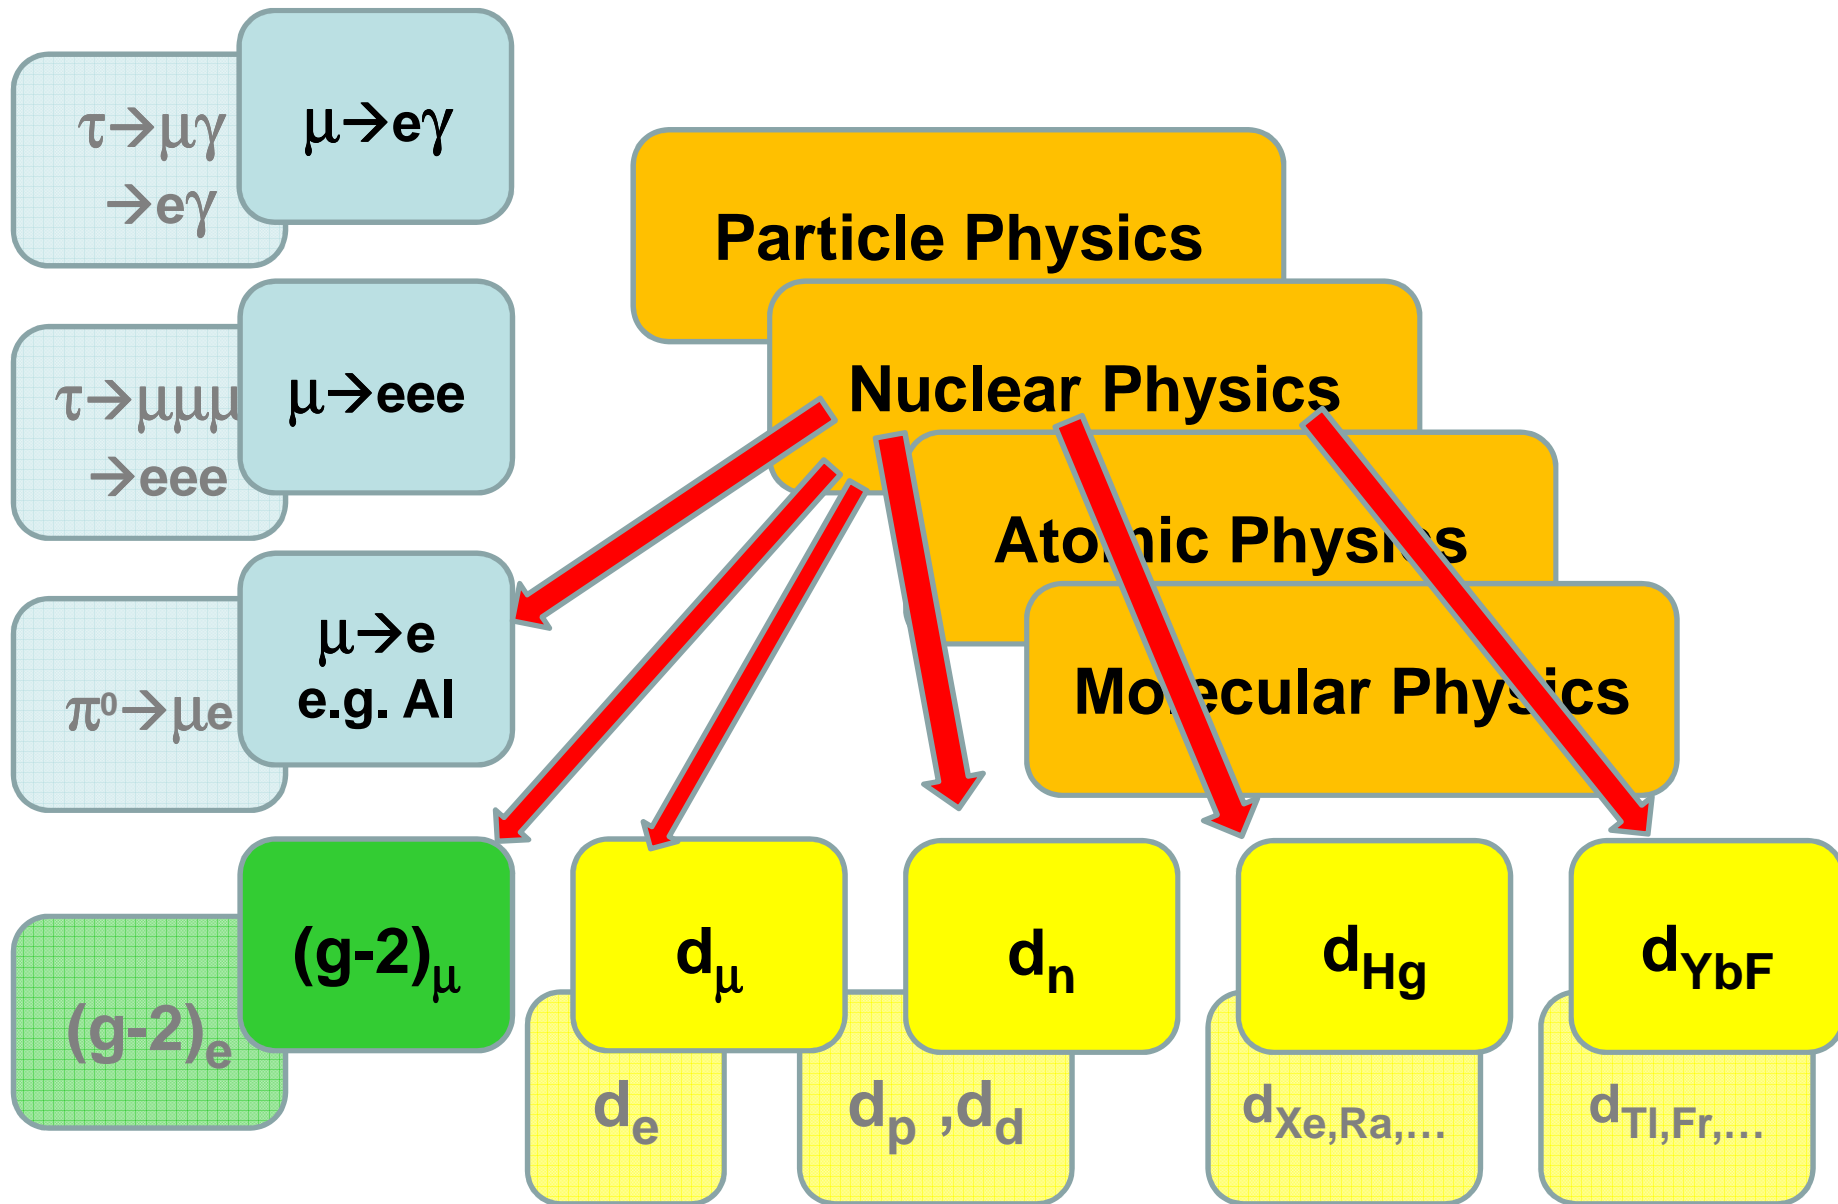 τ→μγ
→eγ
μ→eγ
Particle Physics
τ→μμμ
→eee
μ→eee
Nuclear Physics
Atomic Physics
π⁰→μe
μ→e
e.g. Al
Molecular Physics
(g-2)e
(g-2)μ
dμ
dn
dHg
dYbF
de
dp ,dd
dXe,Ra,…
dTl,Fr,…